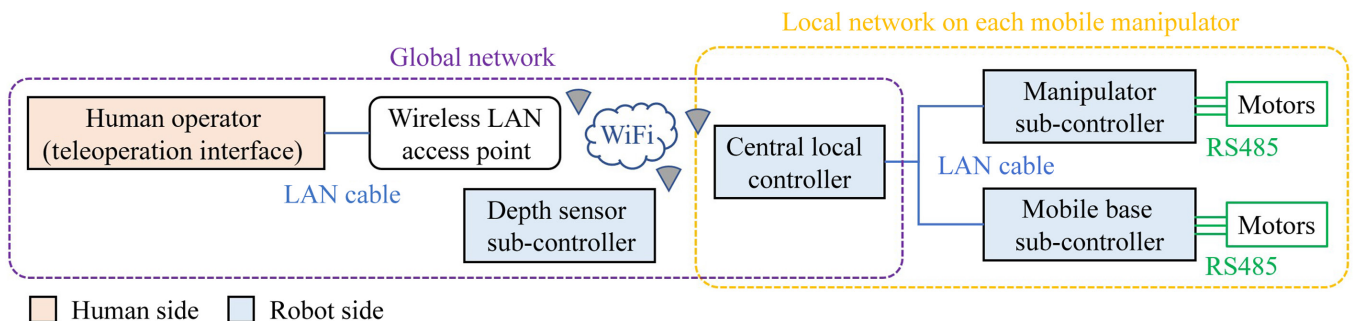 Local network on each mobile manipulator
Global network
Human operator
(teleoperation interface)
LAN cable
Wireless LAN
access point
WiFi
Depth sensor
sub-controller
Central local
controller
LAN cable
Manipulator
sub-controller
Motors
RS485
Mobile base
sub-controller
Motors
RS485
Human side
Robot side